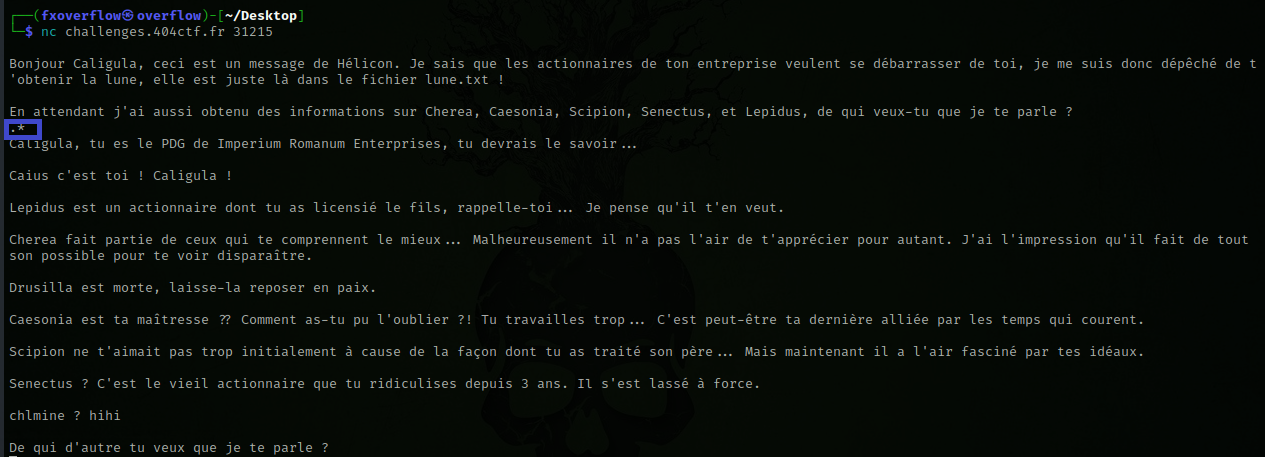 ┌──(fxoverflow㉿overflow)-[~/Desktop]
└─$ nc challenges.404ctf.fr 31215
Bonjour Caligula, ceci est un message de Hélicon. Je sais que les actionnaires de ton entreprise veulent se débarrasser de toi, je me suis donc dépêché de t
'obtenir la lune, elle est juste là dans le fichier lune.txt !
En attendant j'ai aussi obtenu des informations sur Cherea, Caesonia, Scipion, Senectus, et Lepidus, de qui veux-tu que je te parle ?
.*
Caligula, tu es le PDG de Imperium Romanum Enterprises, tu devrais le savoir...
Caius c'est toi ! Caligula !
Lepidus est un actionnaire dont tu as licensié le fils, rappelle-toi... Je pense qu'il t'en veut.
Cherea fait partie de ceux qui te comprennent le mieux... Malheureusement il n'a pas l'air de t'apprécier pour autant. J'ai l'impression qu'il fait de tout
son possible pour te voir disparaître.
Drusilla est morte, laisse-la reposer en paix.
Caesonia est ta maîtresse ?? Comment as-tu pu l'oublier ?! Tu travailles trop... C'est peut-être ta dernière alliée par les temps qui courent.
Scipion ne t'aimait pas trop initialement à cause de la façon dont tu as traité son père... Mais maintenant il a l'air fasciné par tes idéaux.
Senectus ? C'est le vieil actionnaire que tu ridiculises depuis 3 ans. Il s'est lassé à force.
chlmine ? hihi
De qui d'autre tu veux que je te parle ?